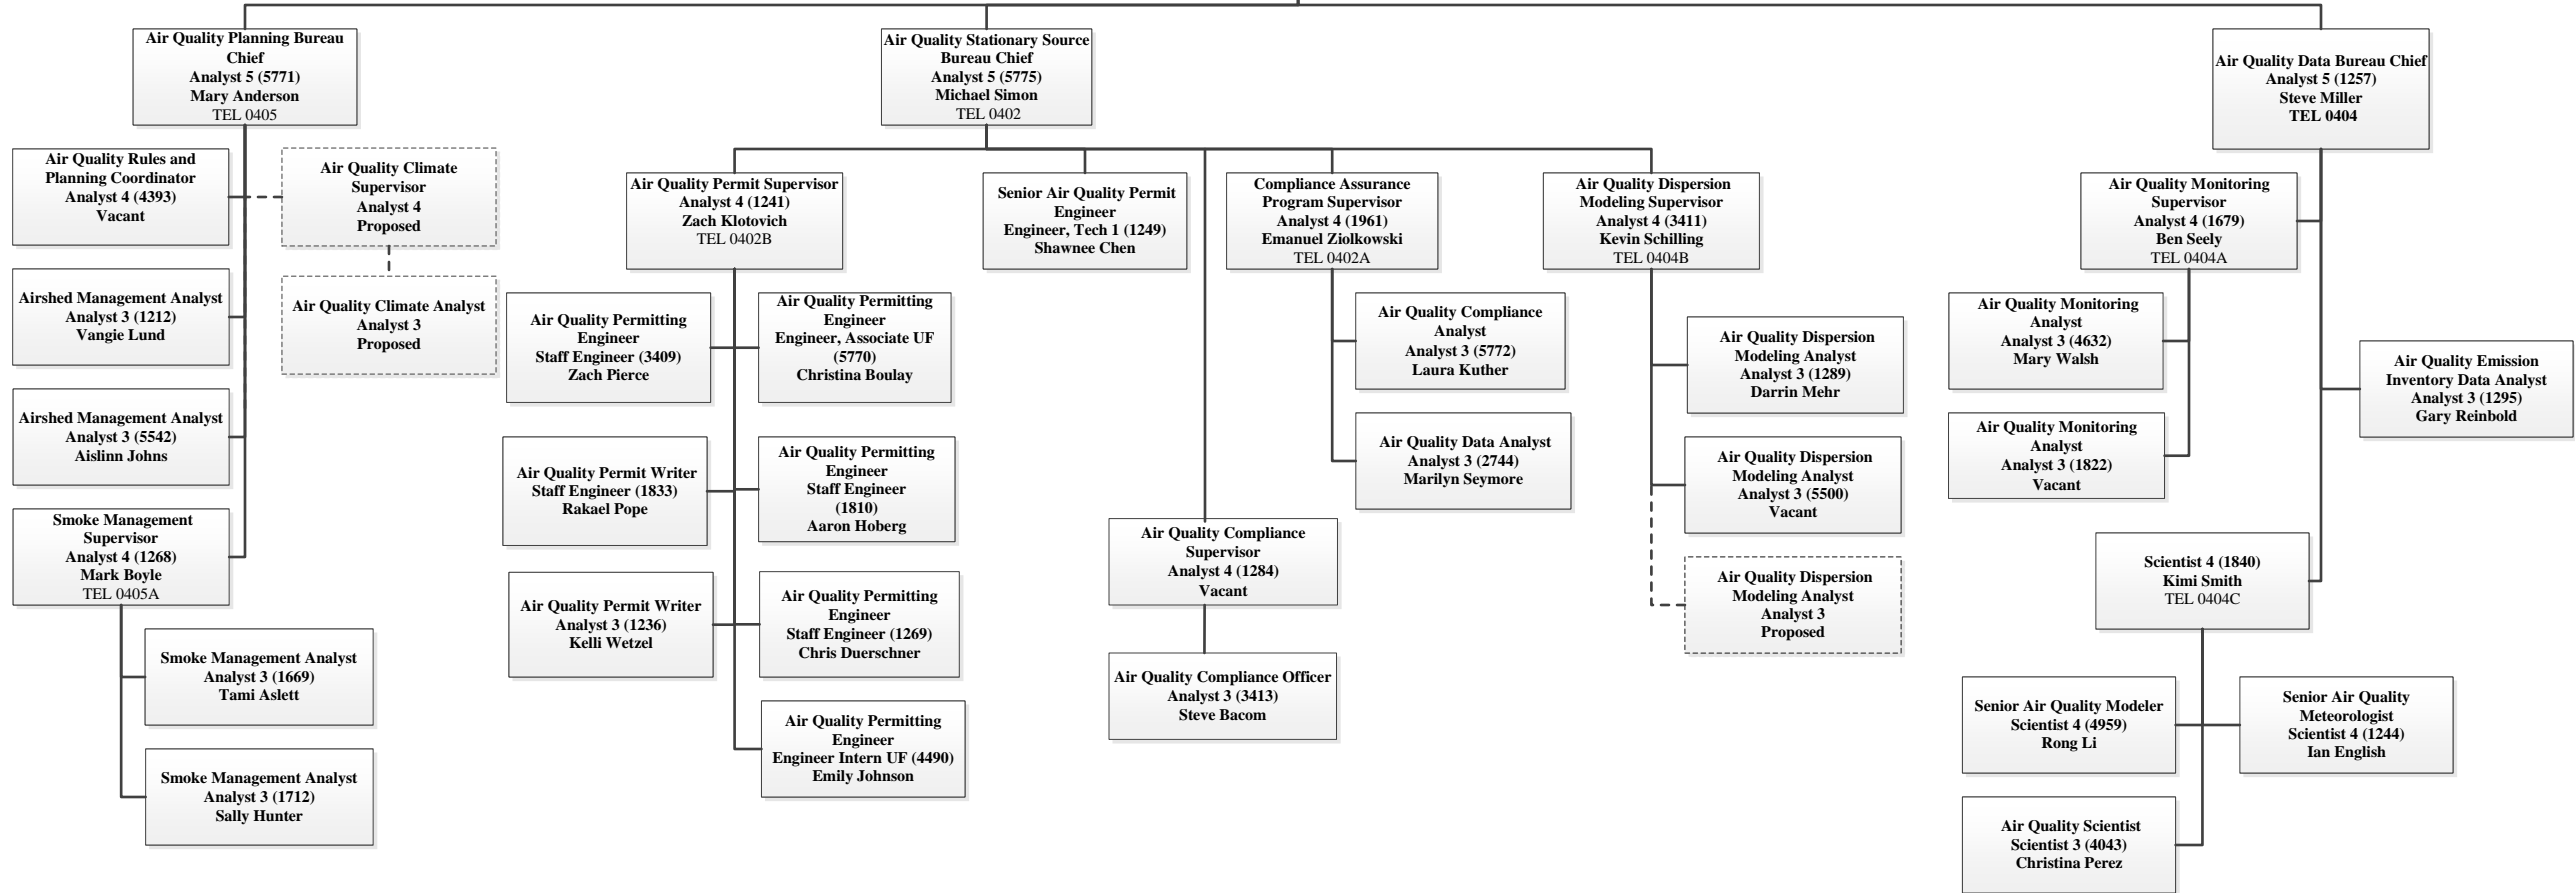 Air Quality Planning Bureau
Chief
Analyst 5 (5771)
Mary Anderson
TEL 0405
Air Quality Rules and
Planning Coordinator
Analyst 4 (4393)
Vacant
Air Quality Climate
Supervisor
Analyst 4
Proposed
Air Quality Climate Analyst
Analyst 3
Proposed
Airshed Management Analyst
Analyst 3 (1212)
Vangie Lund
Airshed Management Analyst
Analyst 3 (5542)
Aislinn Johns
Smoke Management
Supervisor
Analyst 4 (1268)
Mark Boyle
TEL 0405A
Smoke Management Analyst
Analyst 3 (1669)
Tami Aslett
Smoke Management Analyst
Analyst 3 (1712)
Sally Hunter
Air Quality Stationary Source
Bureau Chief
Analyst 5 (5775)
Michael Simon
TEL 0402
Air Quality Permit Supervisor
Analyst 4 (1241)
Zach Klotovich
TEL 0402B
Air Quality Permitting
Engineer
Staff Engineer (3409)
Zach Pierce
Air Quality Permitting
Engineer
Engineer, Associate UF
(5770)
Christina Boulay
Air Quality Permit Writer
Staff Engineer (1833)
Rakael Pope
Air Quality Permitting
Engineer
Staff Engineer
(1810)
Aaron Hoberg
Air Quality Permit Writer
Analyst 3 (1236)
Kelli Wetzel
Air Quality Permitting
Engineer
Staff Engineer (1269)
Chris Duerschner
Air Quality Permitting
Engineer
Engineer Intern UF (4490)
Emily Johnson
Senior Air Quality Permit
Engineer
Engineer, Tech 1 (1249)
Shawnee Chen
Air Quality Compliance
Supervisor
Analyst 4 (1284)
Vacant
Air Quality Compliance Officer
Analyst 3 (3413)
Steve Bacom
Compliance Assurance
Program Supervisor
Analyst 4 (1961)
Emanuel Ziolkowski
TEL 0402A
Air Quality Compliance
Analyst
Analyst 3 (5772)
Laura Kuther
Air Quality Data Analyst
Analyst 3 (2744)
Marilyn Seymore
Air Quality Dispersion
Modeling Supervisor
Analyst 4 (3411)
Kevin Schilling
TEL 0404B
Air Quality Dispersion
Modeling Analyst
Analyst 3 (1289)
Darrin Mehr
Air Quality Dispersion
Modeling Analyst
Analyst 3 (5500)
Vacant
Air Quality Dispersion
Modeling Analyst
Analyst 3
Proposed
Air Quality Data Bureau Chief
Analyst 5 (1257)
Steve Miller
TEL 0404
Air Quality Monitoring
Supervisor
Analyst 4 (1679)
Ben Seely
TEL 0404A
Air Quality Monitoring
Analyst
Analyst 3 (4632)
Mary Walsh
Air Quality Monitoring
Analyst
Analyst 3 (1822)
Vacant
Air Quality Emission
Inventory Data Analyst
Analyst 3 (1295)
Gary Reinbold
Scientist 4 (1840)
Kimi Smith
TEL 0404C
Senior Air Quality Modeler
Scientist 4 (4959)
Rong Li
Senior Air Quality
Meteorologist
Scientist 4 (1244)
Ian English
Air Quality Scientist
Scientist 3 (4043)
Christina Perez